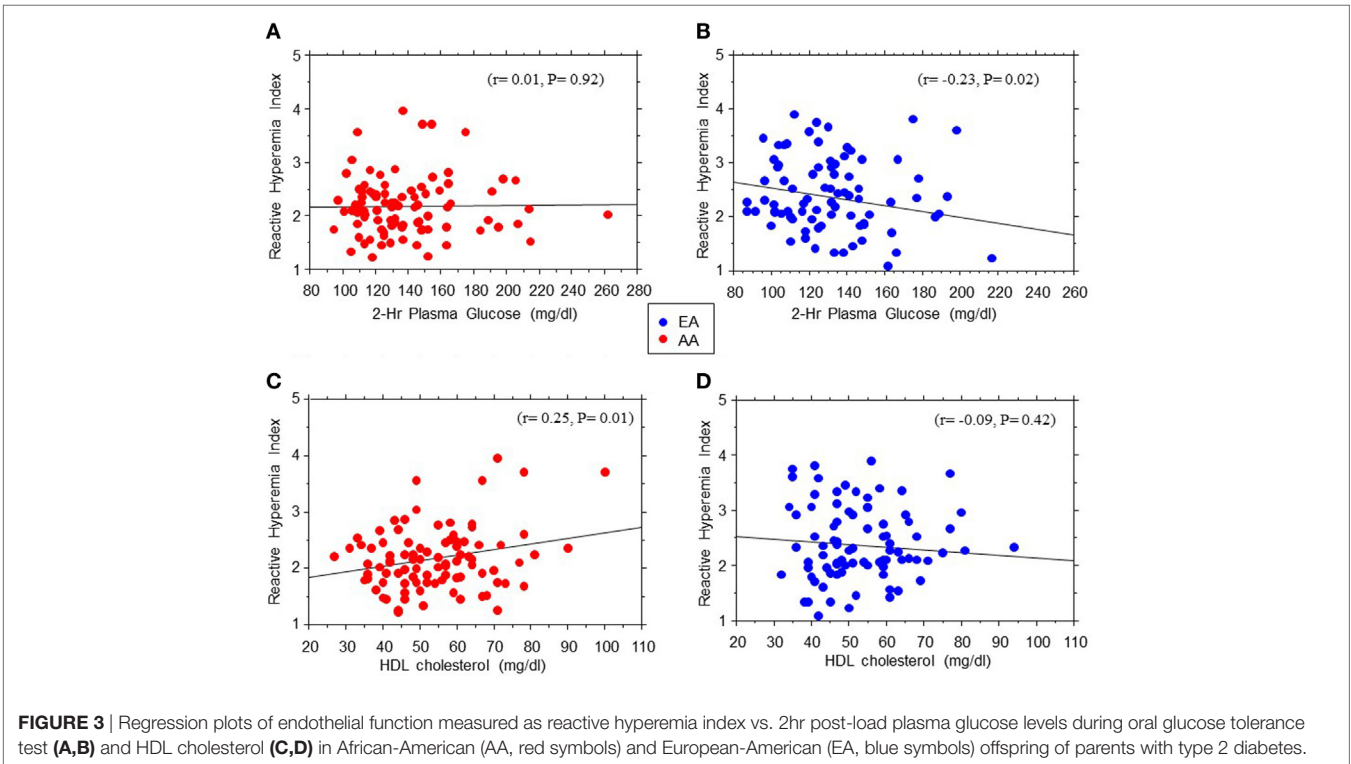 A
5
4
3
2
1
Reactive Hyperemia Index
(r= 0.01, P= 0.92)
80 100 120 140 160 180 200 220 240 260 280
2-Hr Plasma Glucose (mg/dl)
B
5
4
3
2
1
Reactive Hyperemia Index
(r= -0.23, P= 0.02)
80 100 120 140 160 180 200 220 240 260
2-Hr Plasma Glucose (mg/dl)
EA
AA
C
5
4
3
2
1
Reactive Hyperemia Index
(r= 0.25, P= 0.01)
20 30 40 50 60 70 80 90 100 110
HDL cholesterol (mg/dl)
D
5
4
3
2
1
Reactive Hyperemia Index
(r= -0.09, P= 0.42)
20 30 40 50 60 70 80 90 100 110
HDL cholesterol (mg/dl)
FIGURE 3 | Regression plots of endothelial function measured as reactive hyperemia index vs. 2hr post-load plasma glucose levels during oral glucose tolerance
test (A,B) and HDL cholesterol (C,D) in African-American (AA, red symbols) and European-American (EA, blue symbols) offspring of parents with type 2 diabetes.